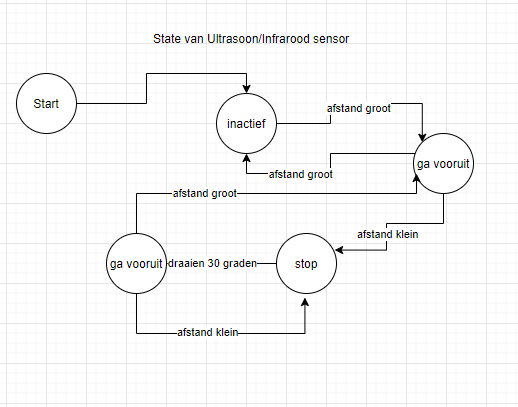 State van Ultrasoon/Infrarood sensor
Start
inactief
afstand groot
ga vooruit
afstand groot
afstand groot
afstand klein
ga vooruit
draaien 30 graden
stop
afstand klein